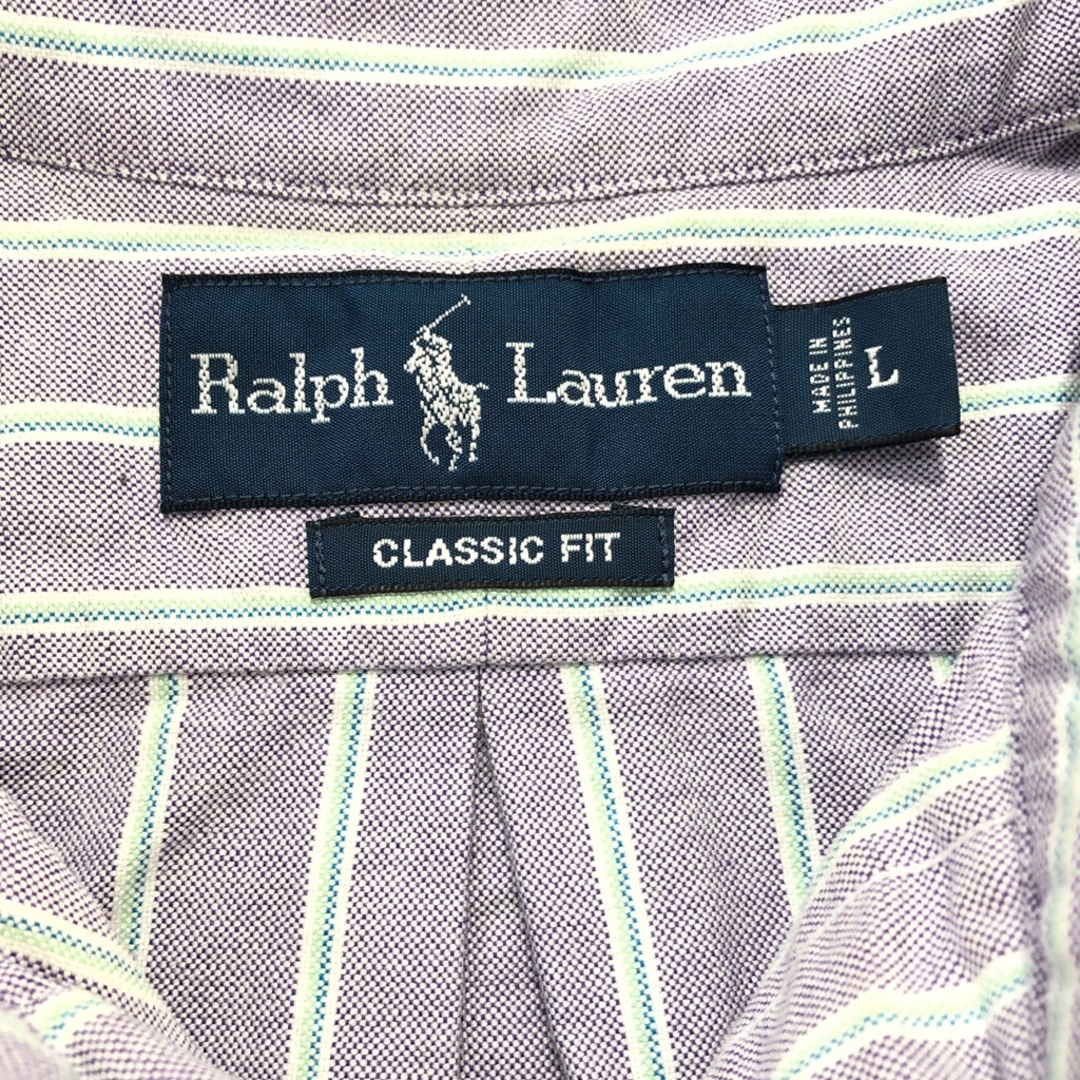 Ralph Lauren
MADE IN
PHILIPPINES
L
CLASSIC FIT